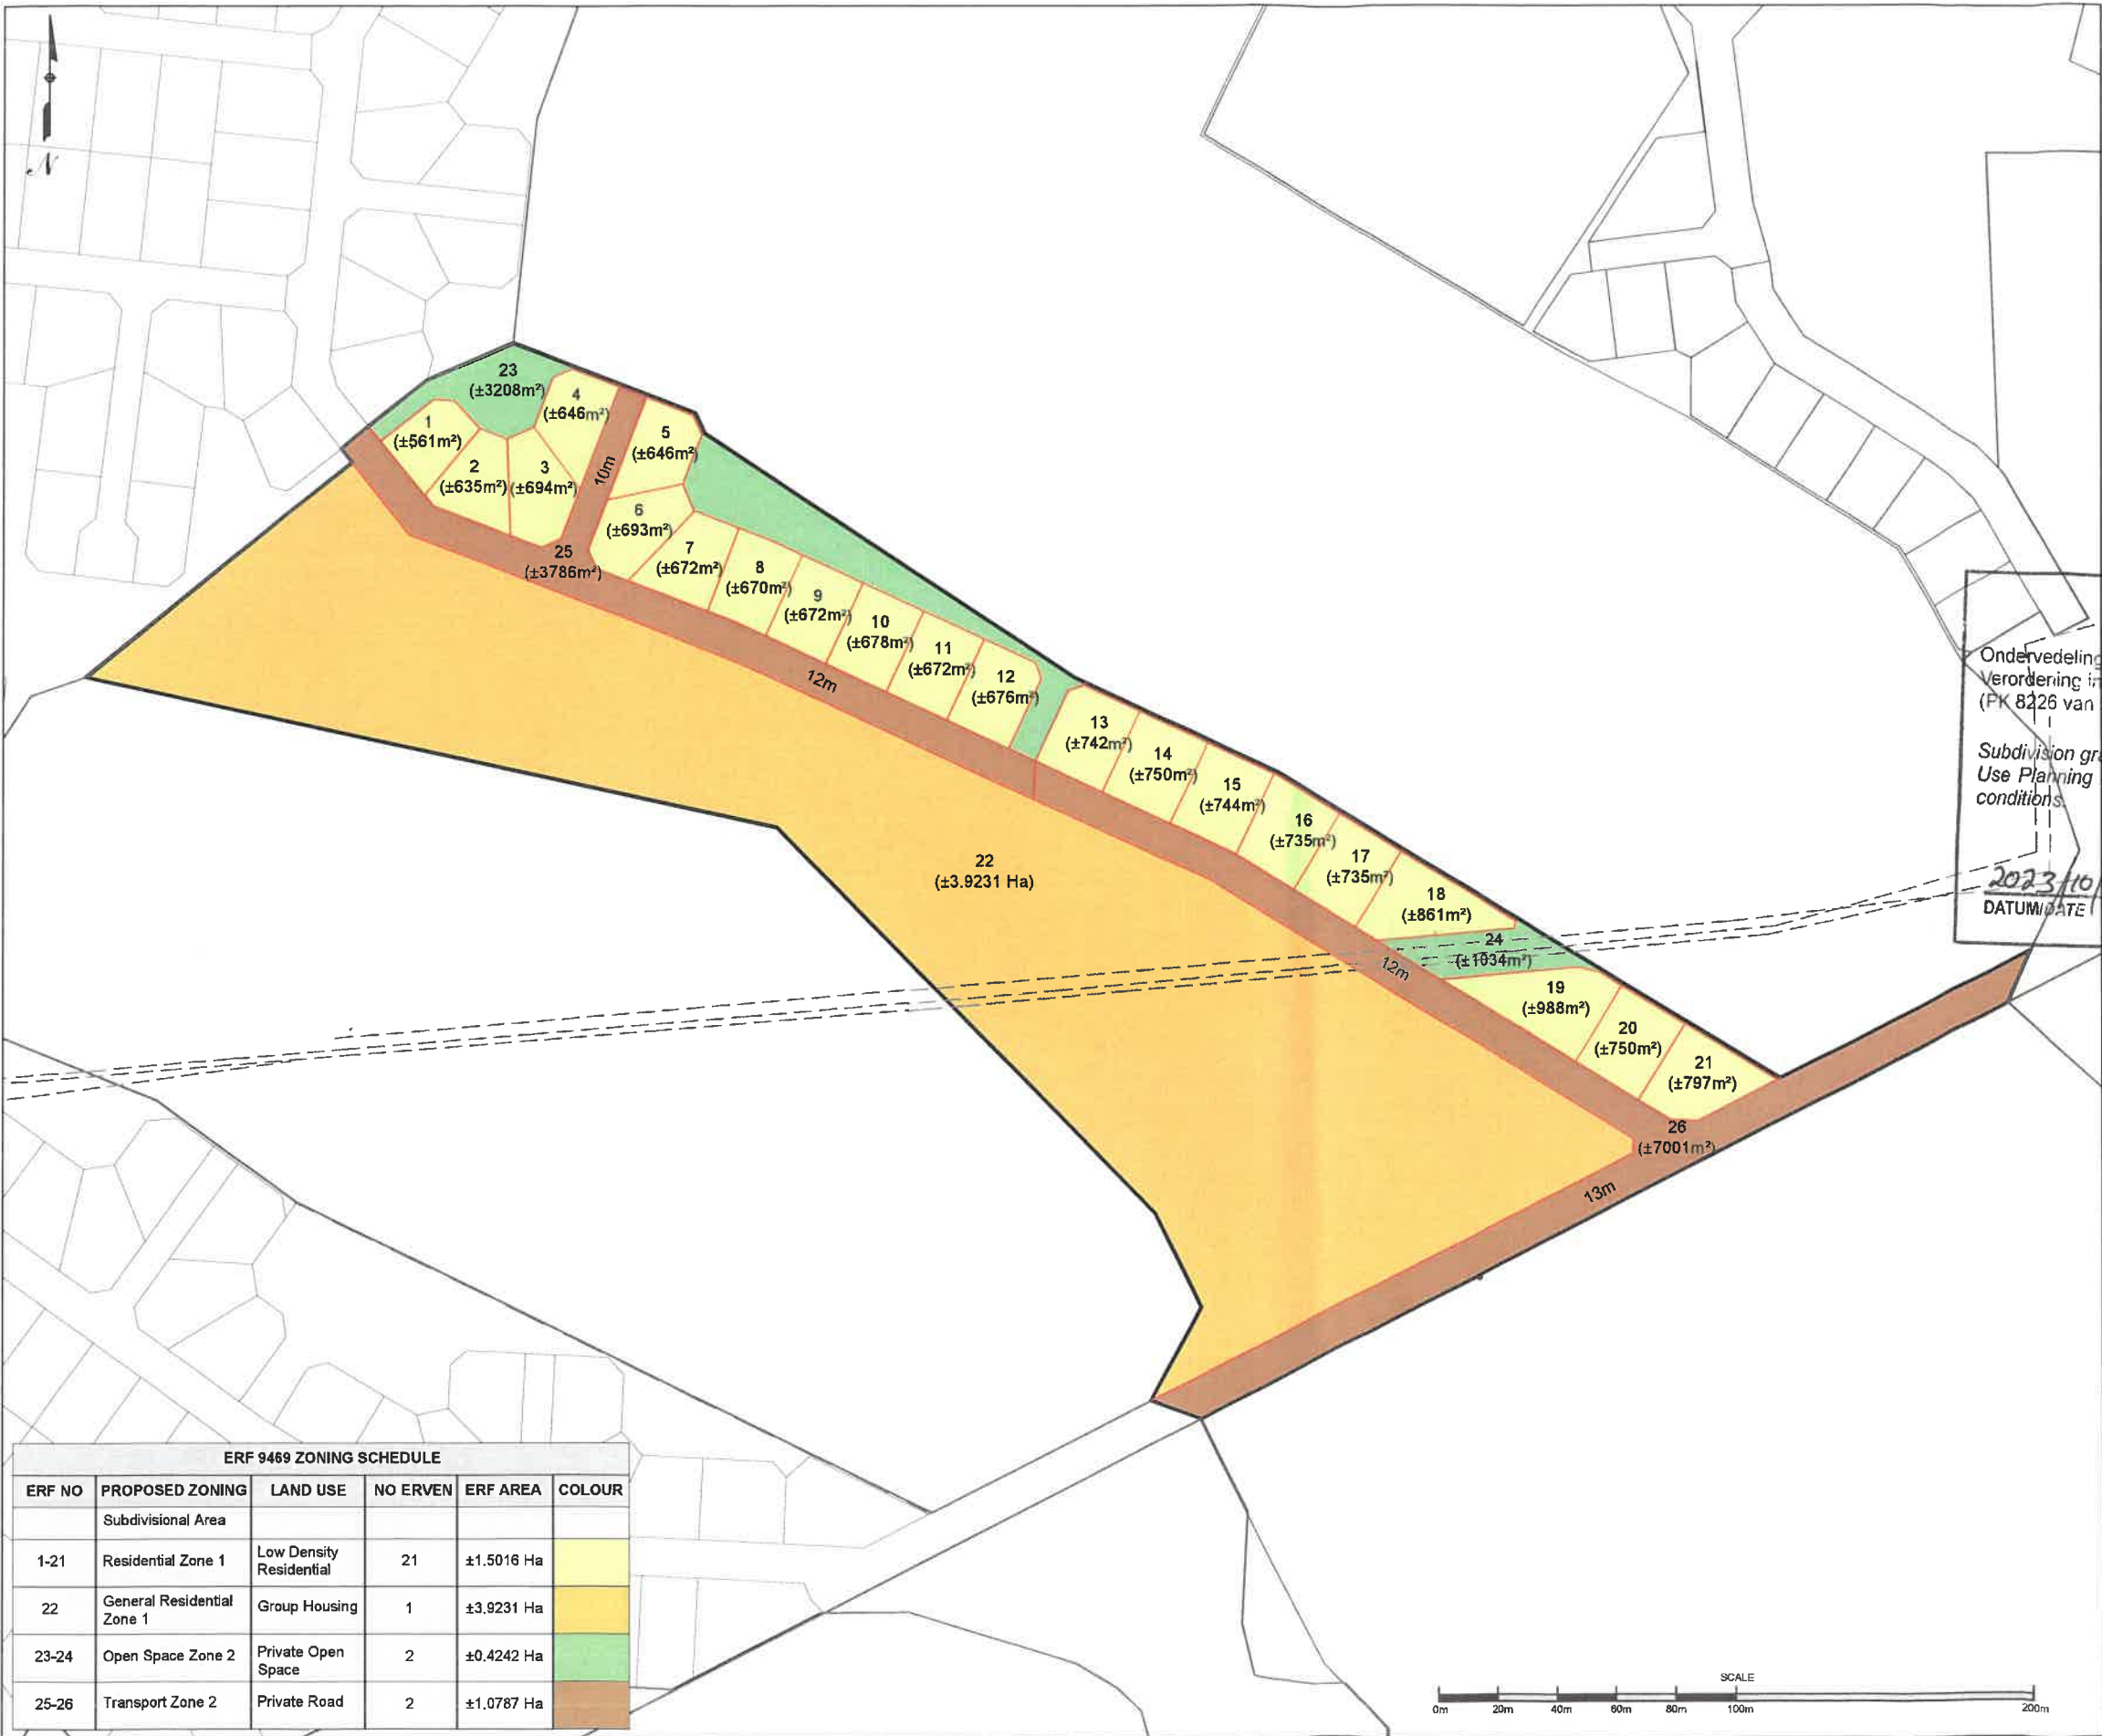 N
23
(±3208m²)
4
(±646m²)
1
(±561m²)
5
(±646m²)
2
(±635m²)
3
(±694m²)
10m
6
(±693m²)
7
(±672m²)
25
(±3786m²)
8
(±670m²)
9
(±672m²)
10
(±678m²)
11
(±672m²)
12
(±676m²)
12m
13
(±742m²)
14
(±750m²)
15
(±744m²)
16
(±735m²)
17
(±735m²)
18
(±861m²)
22
(±3.9231 Ha)
24
(±1034m²)
12m
19
(±988m²)
20
(±750m²)
21
(±797m²)
26
(±7001m²)
13m
Ondervedeling
Verordering in
(PK 8226 van
Subdivision gra
Use Planning
conditions.
2023/10/
DATUM/DATE
ERF 9469 ZONING SCHEDULE
ERF NO PROPOSED ZONING LAND USE NO ERVEN ERF AREA COLOUR
Subdivisional Area
1-21 Residential Zone 1 Low Density Residential 21 ±1.5016 Ha
22 General Residential Zone 1 Group Housing 1 ±3.9231 Ha
23-24 Open Space Zone 2 Private Open Space 2 ±0.4242 Ha
25-26 Transport Zone 2 Private Road 2 ±1.0787 Ha
SCALE
0m 20m 40m 60m 80m 100m 200m